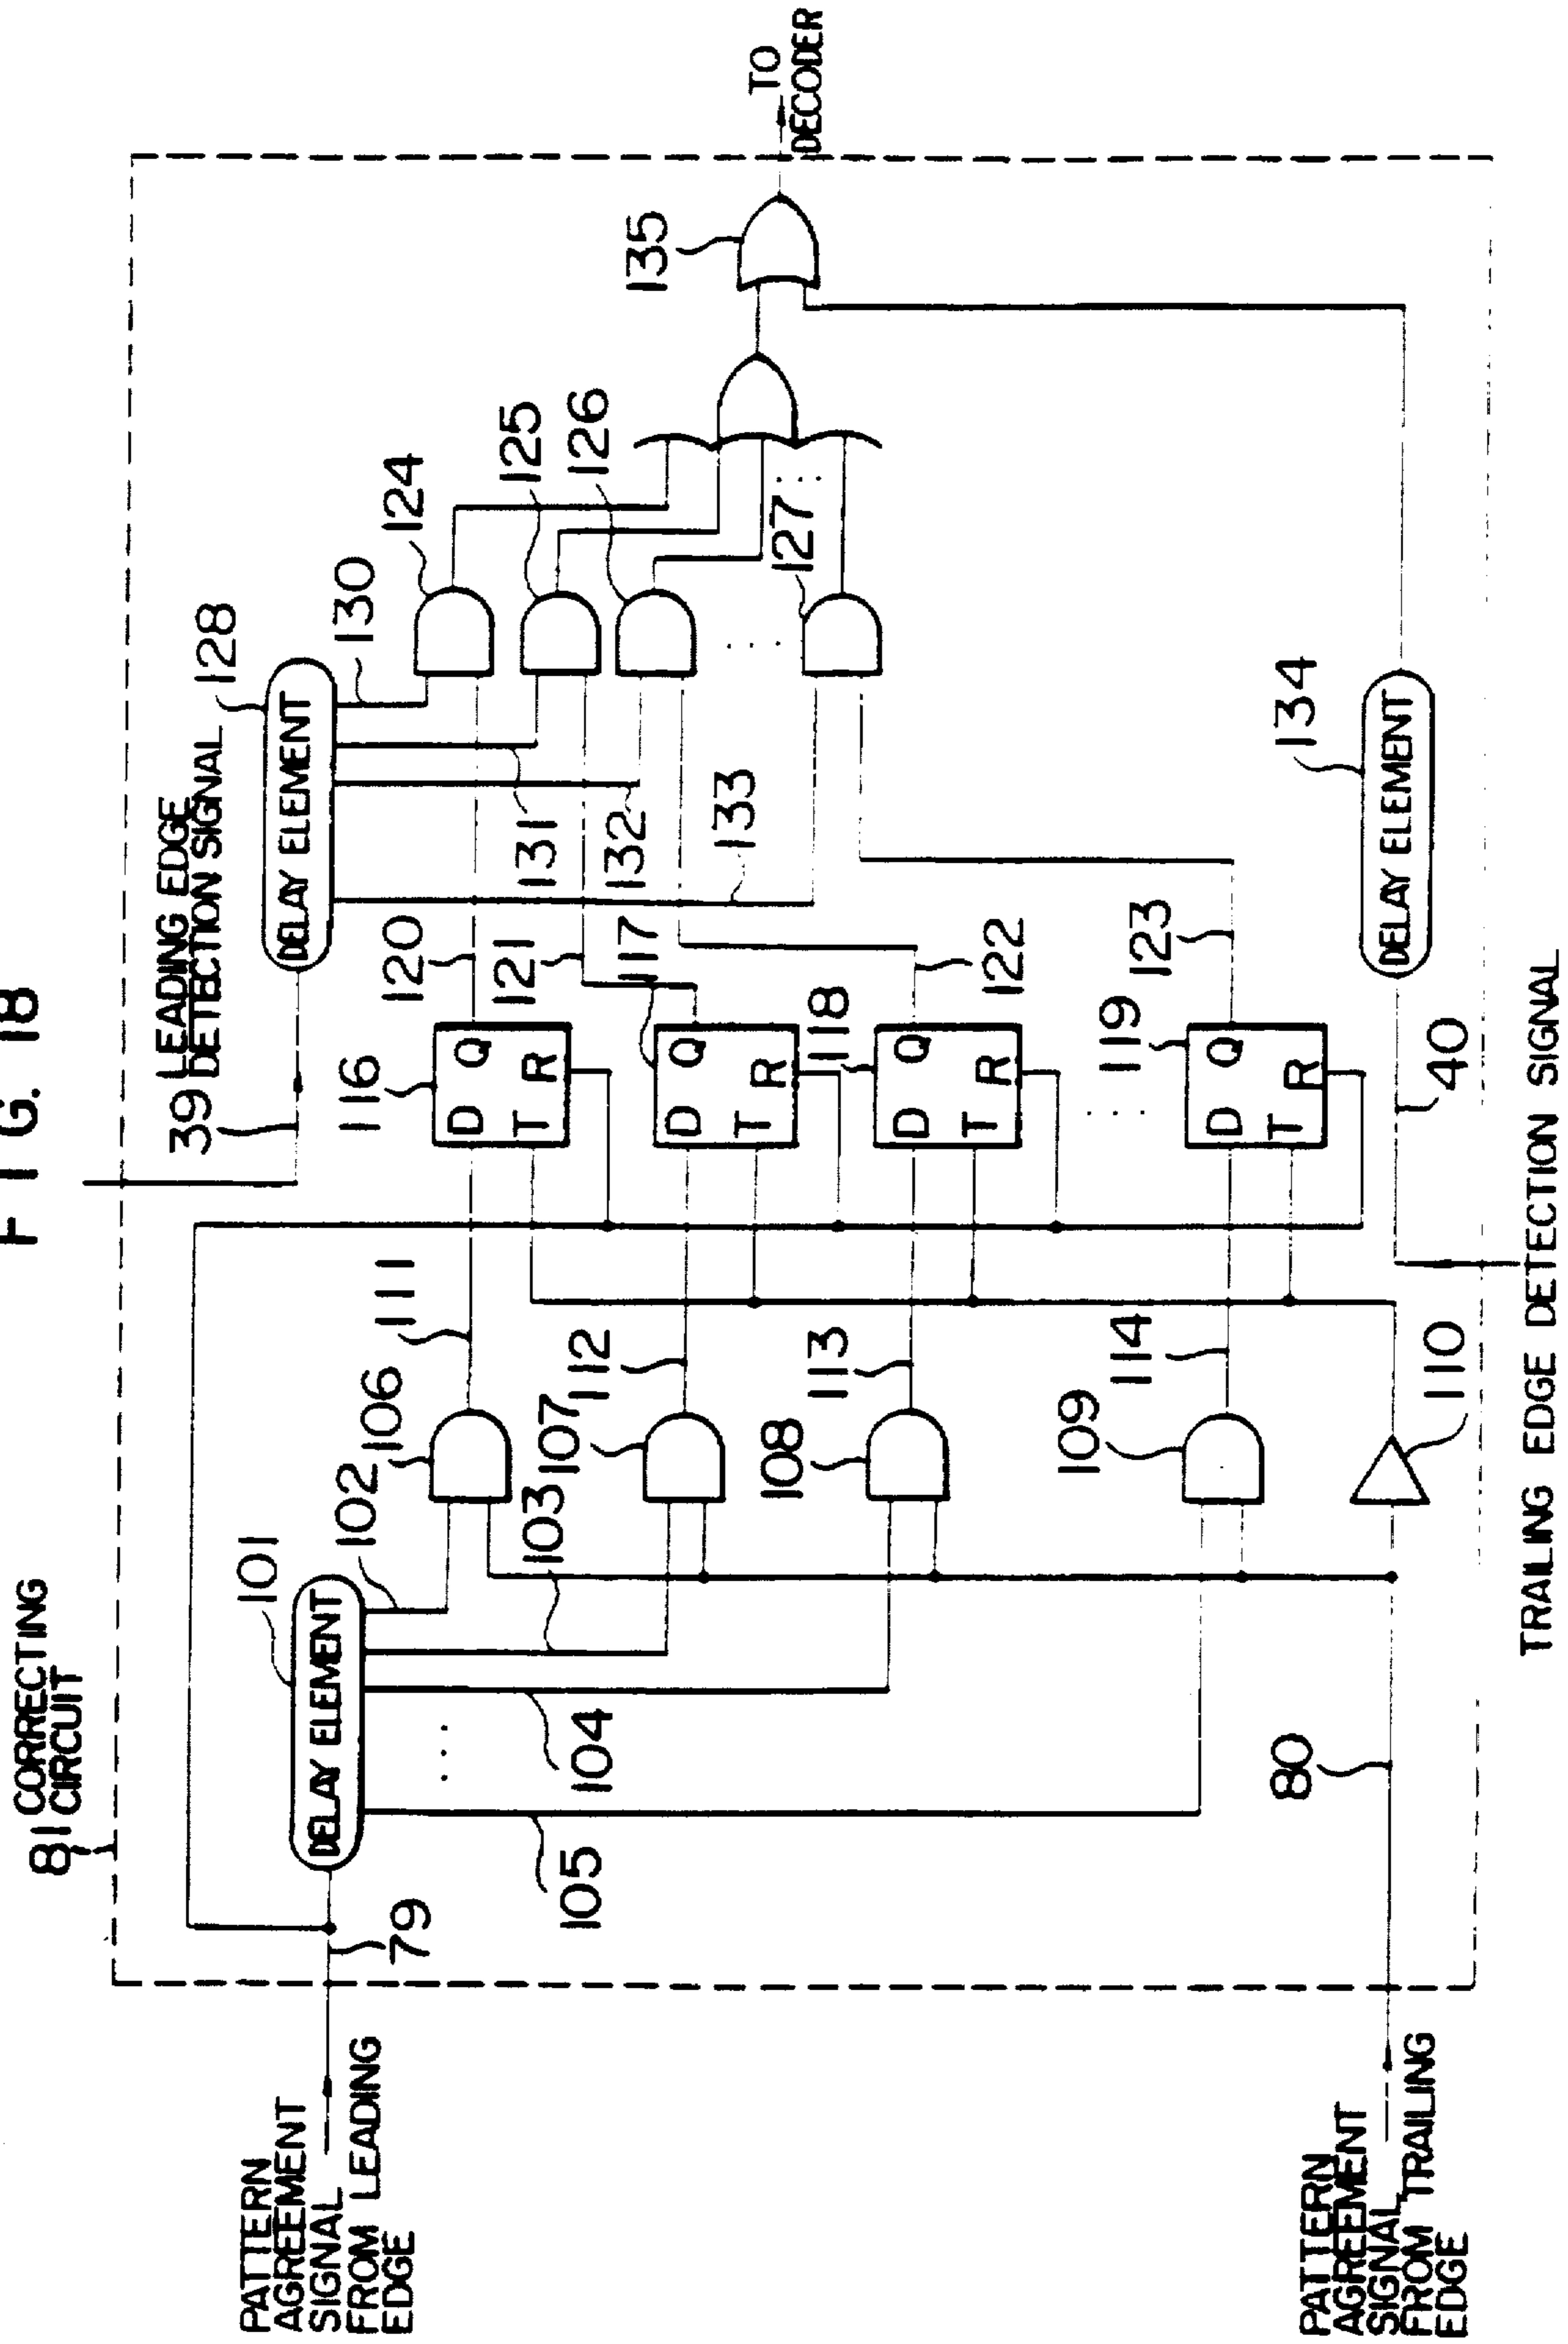 FIG. 18
81 CORRECTING
CIRCUIT
39 LEADING EDGE
DETECTION SIGNAL
128
DELAY ELEMENT
130
124
125
126
127
131
132
133
135
TO
DECODER
101
DELAY ELEMENT
102
103
104
105
106
107
108
109
110
111
112
113
114
116
D Q
T R
117
D Q
T R
118
D Q
T R
119
D Q
T R
120
121
122
123
134
DELAY ELEMENT
40
TRAILING EDGE DETECTION SIGNAL
79
PATTERN
AGREEMENT
SIGNAL
FROM LEADING
EDGE
80
PATTERN
AGREEMENT
SIGNAL
FROM TRAILING
EDGE